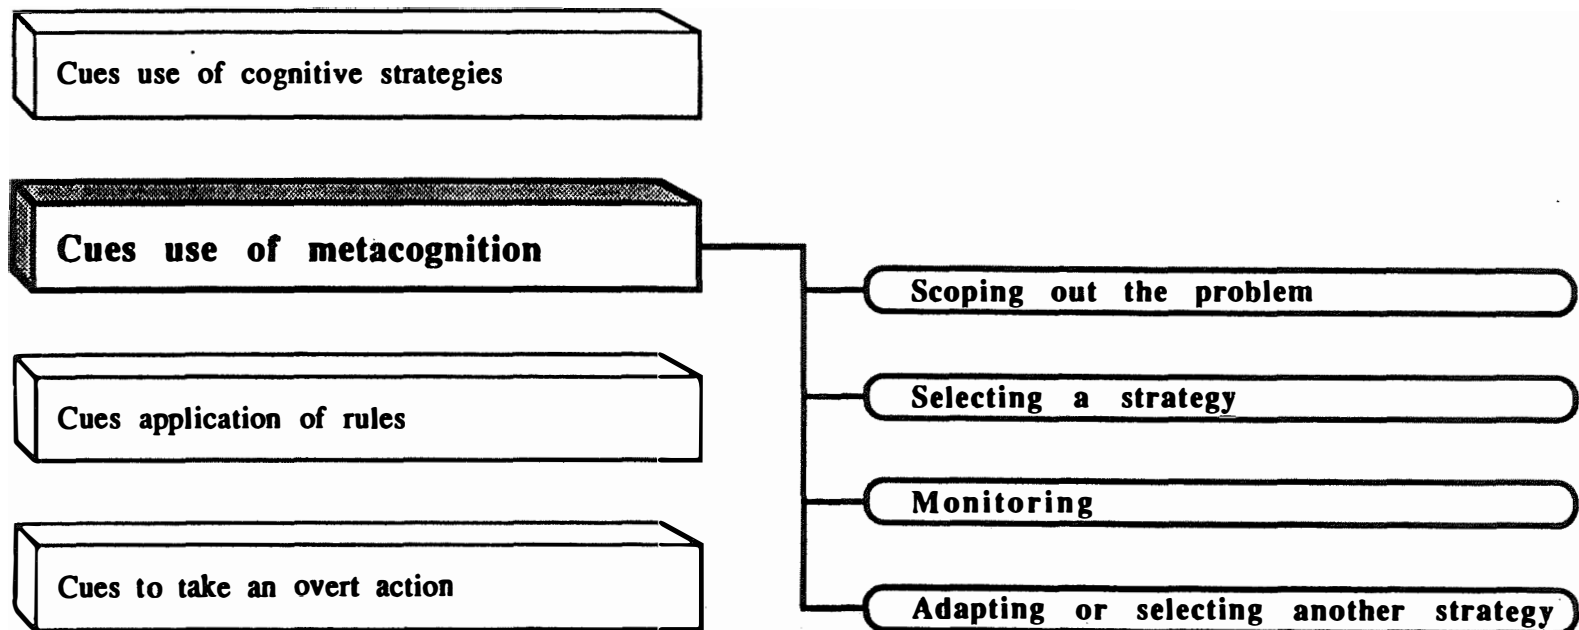 Cues use of cognitive strategies
Cues use of metacognition
Scoping out the problem
Selecting a strategy
Monitoring
Adapting or selecting another strategy
Cues application of rules
Cues to take an overt action